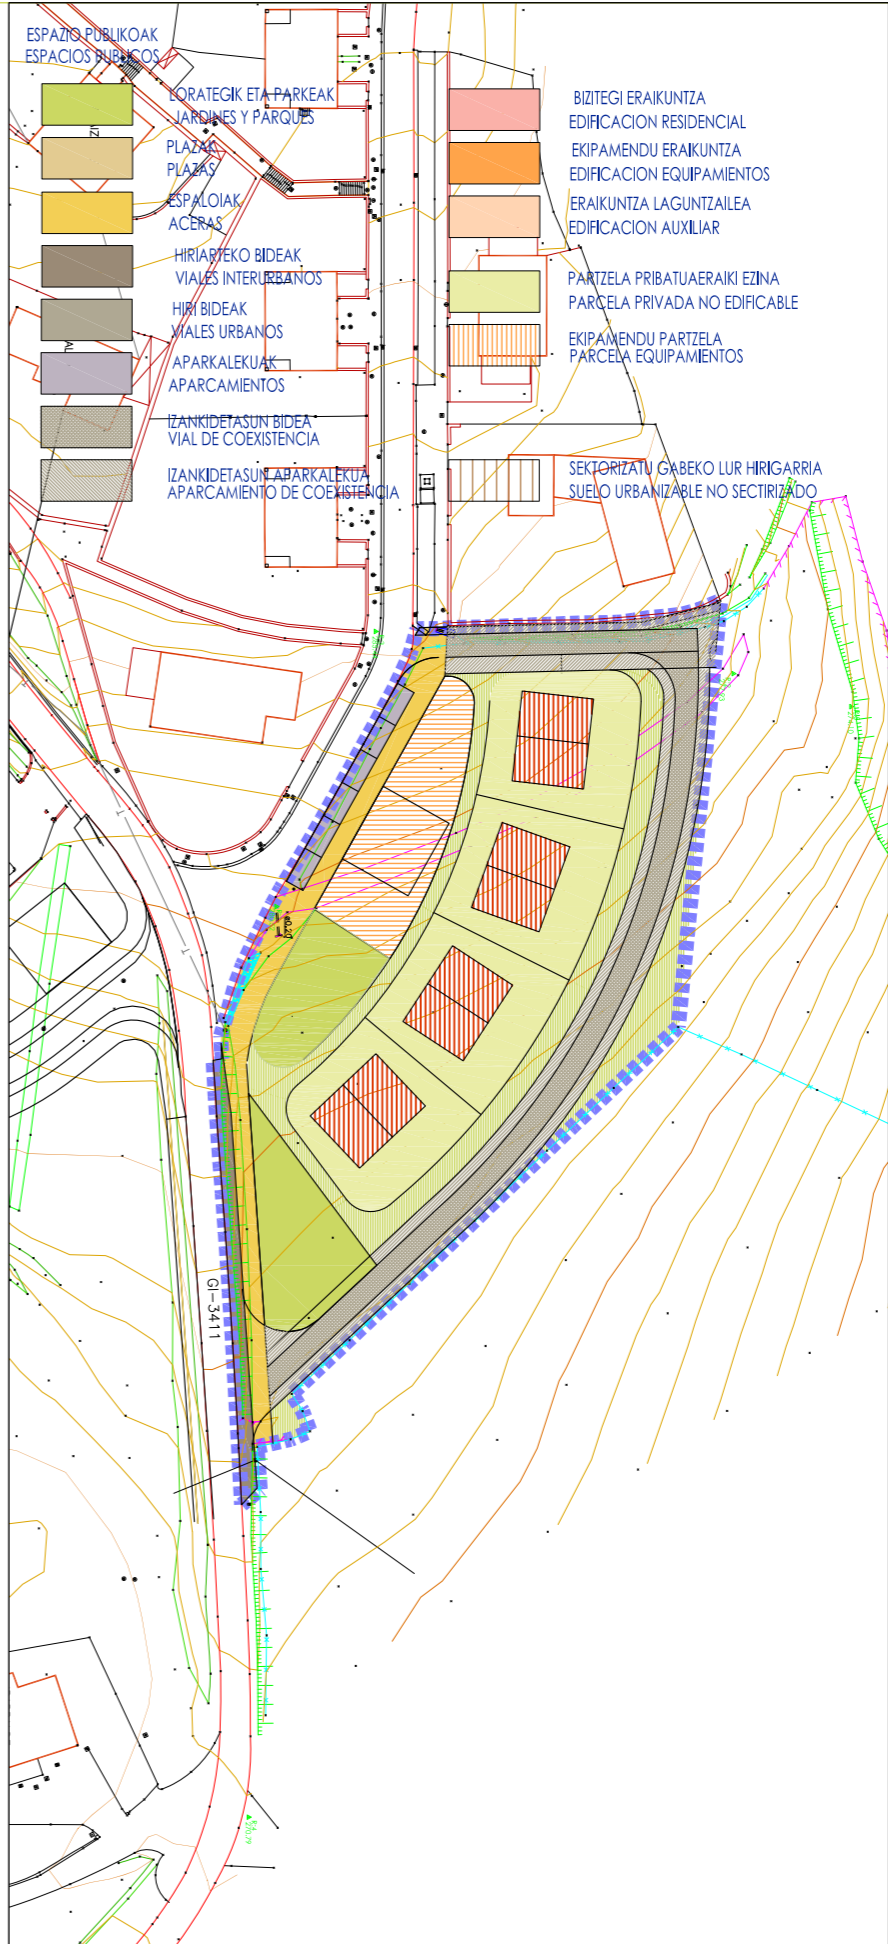 ESPAZIO PUBLIKOAK
ESPACIOS PUBLICOS
LORATEGIK ETA PARKEAK
JARDINES Y PARQUES
PLAZAK
PLAZAS
ESPALOIAK
ACERAS
HIRIARTEKO BIDEAK
VIALES INTERURBANOS
HIRI BIDEAK
VIALES URBANOS
APARKALEKUAK
APARCAMIENTOS
IZANKIDETASUN BIDEA
VIAL DE COEXISTENCIA
IZANKIDETASUN APARKALEKUA
APARCAMIENTO DE COEXISTENCIA
BIZITEGI ERAIKUNTZA
EDIFICACION RESIDENCIAL
EKIPAMENDU ERAIKUNTZA
EDIFICACION EQUIPAMIENTOS
ERAIKUNTZA LAGUNTZAILEA
EDIFICACION AUXILIAR
PARTZELA PRIBATUAERAIKI EZINA
PARCELA PRIVADA NO EDIFICABLE
EKIPAMENDU PARTZELA
PARCELA EQUIPAMIENTOS
SEKTORIZATU GABEKO LUR HIRIGARRIA
SUELO URBANIZABLE NO SECTIRIZADO
GI-3411